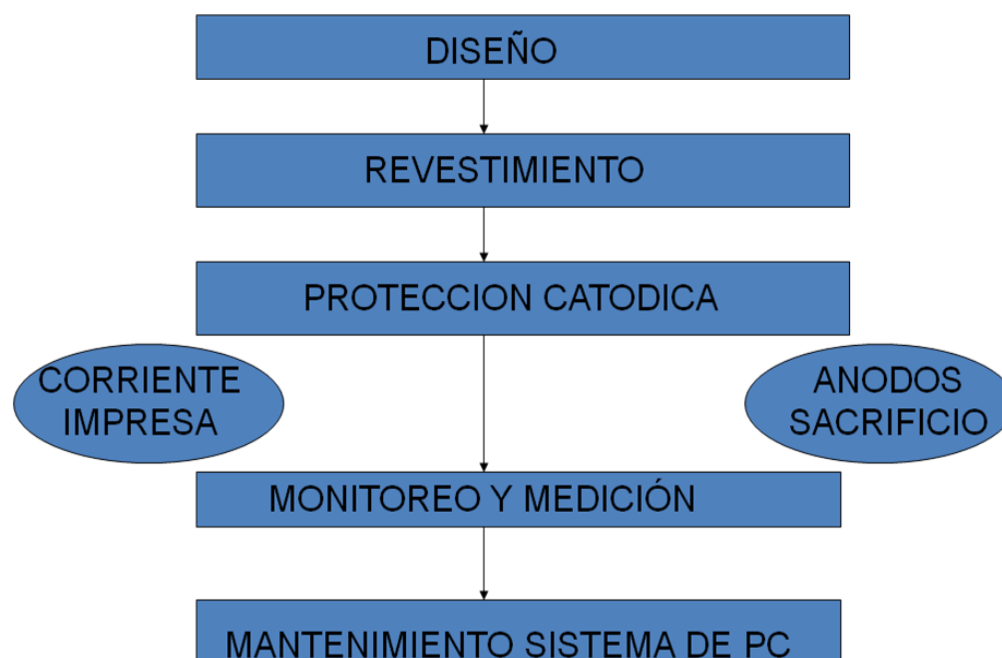 DISEÑO
REVESTIMIENTO
PROTECCION CATODICA
CORRIENTE
IMPRESA
ANODOS
SACRIFICIO
MONITOREO Y MEDICIÓN
MANTENIMIENTO SISTEMA DE PC